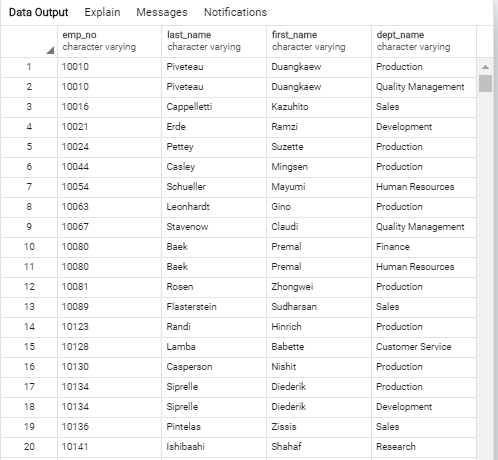 Data Output Explain Messages Notifications
emp_no last_name first_name dept_name
character varying character varying character varying character varying
1 10010 Piveteau Duangkaew Production
2 10010 Piveteau Duangkaew Quality Management
3 10016 Cappelletti Kazuhito Sales
4 10021 Erde Ramzi Development
5 10024 Pettey Suzette Production
6 10044 Casley Mingsen Production
7 10054 Schueller Mayumi Human Resources
8 10063 Leonhardt Gino Production
9 10067 Stavenow Claudi Quality Management
10 10080 Baek Premal Finance
11 10080 Baek Premal Human Resources
12 10081 Rosen Zhongwei Production
13 10089 Flasterstein Sudharsan Sales
14 10123 Randi Hinrich Production
15 10128 Lamba Babette Customer Service
16 10130 Casperson Nishit Production
17 10134 Siprelle Diederik Production
18 10134 Siprelle Diederik Development
19 10136 Pintelas Zissis Sales
20 10141 Ishibashi Shahaf Research